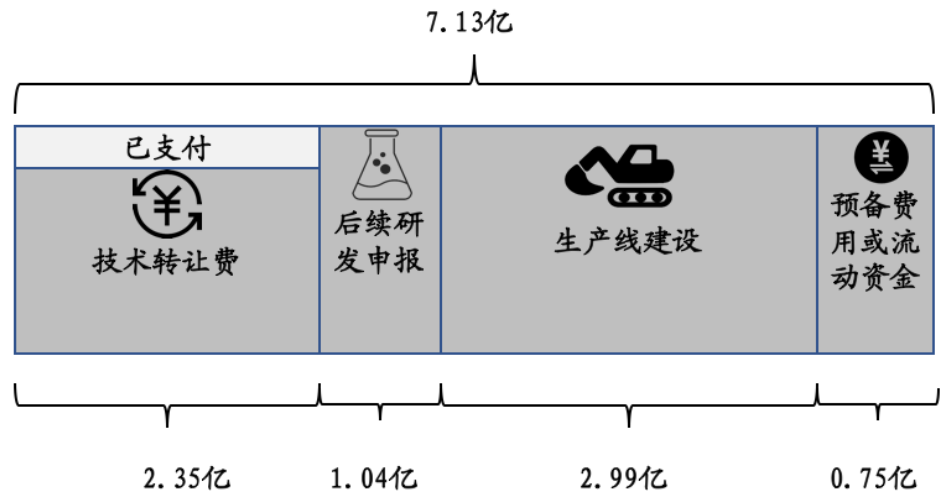 7.13亿
已支付
技术转让费
后续研
发申报
生产线建设
预备费
用或流
动资金
2.35亿
1.04亿
2.99亿
0.75亿